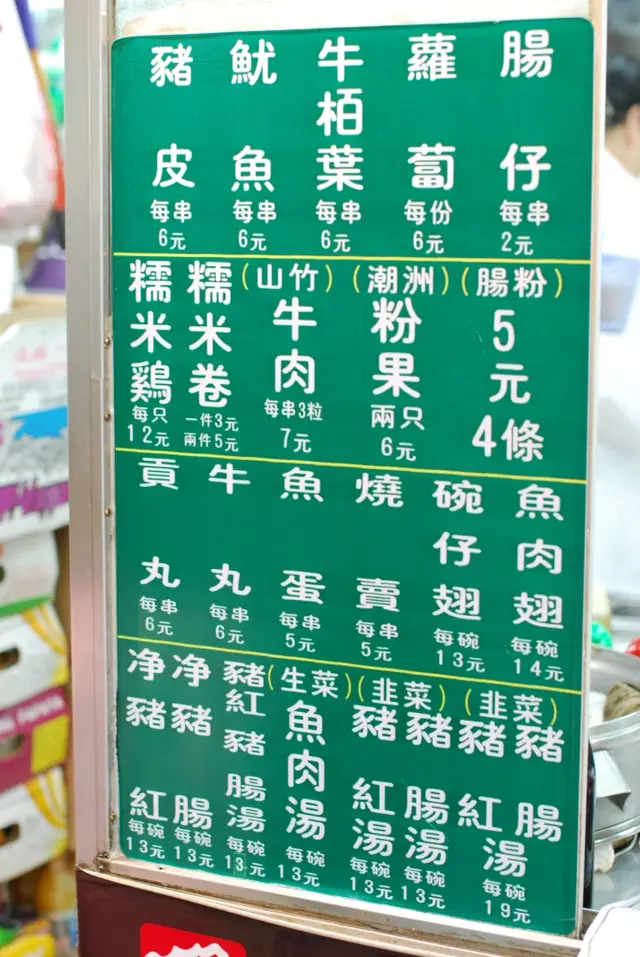 豬皮 每串 6元
魷魚 每串 6元
牛栢葉 每串 6元
蘿蔔 每份 6元
腸仔 每串 2元
糯米鷄 每只 12元
糯米卷 一件3元 兩件5元
(山竹) 牛肉 每串3粒 7元
(潮洲) 粉果 兩只 6元
(腸粉) 5元4條
貢丸 每串 6元
牛丸 每串 6元
魚蛋 每串 5元
燒賣 每串 5元
碗仔翅 每碗 13元
魚肉翅 每碗 14元
净豬紅 每碗 13元
净豬腸 每碗 13元
豬紅豬腸湯 每碗 13元
(生菜) 魚肉湯 每碗 13元
(韭菜) 豬紅湯 每碗 13元
豬腸湯 每碗 13元
(韭菜) 豬紅豬腸湯 每碗 19元